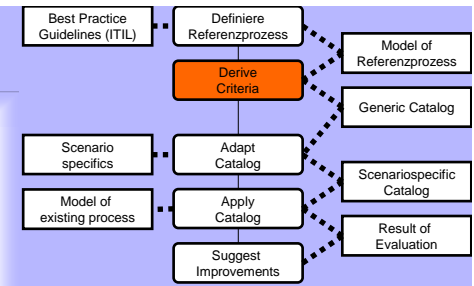 Best Practice
Guidelines (ITIL)
Definiere
Referenzprozess
Model of
Referenzprozess
Derive
Criteria
Generic Catalog
Scenario
specifics
Adapt
Catalog
Scenariospecific
Catalog
Model of
existing process
Apply
Catalog
Result of
Evaluation
Suggest
Improvements